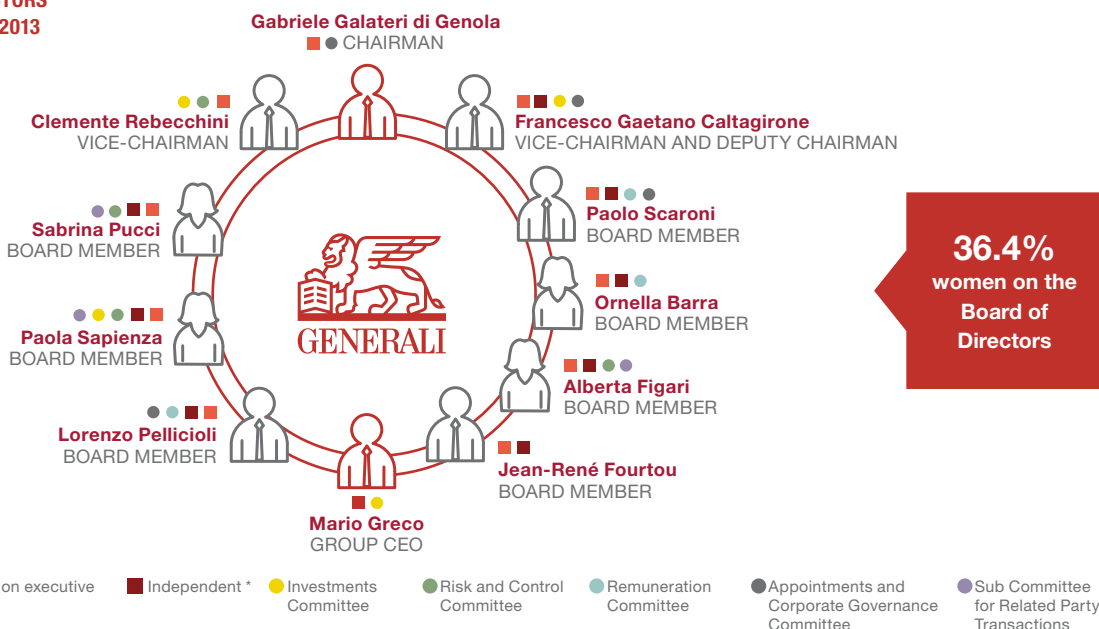 2013
Gabriele Galateri di Genola
CHAIRMAN
Clemente Rebecchini
VICE-CHAIRMAN
Francesco Gaetano Caltagirone
VICE-CHAIRMAN AND DEPUTY CHAIRMAN
Sabrina Pucci
BOARD MEMBER
Paolo Scaroni
BOARD MEMBER
Paola Sapienza
BOARD MEMBER
Ornella Barra
BOARD MEMBER
GENERALI
Alberta Figari
BOARD MEMBER
Lorenzo Pellicioli
BOARD MEMBER
Jean-René Fourtou
BOARD MEMBER
Mario Greco
GROUP CEO
36.4%
women on the
Board of
Directors
on executive
Independent *
Investments
Committee
Risk and Control
Committee
Remuneration
Committee
Appointments and
Corporate Governance
Committee
Sub Committee
for Related Party
Transactions